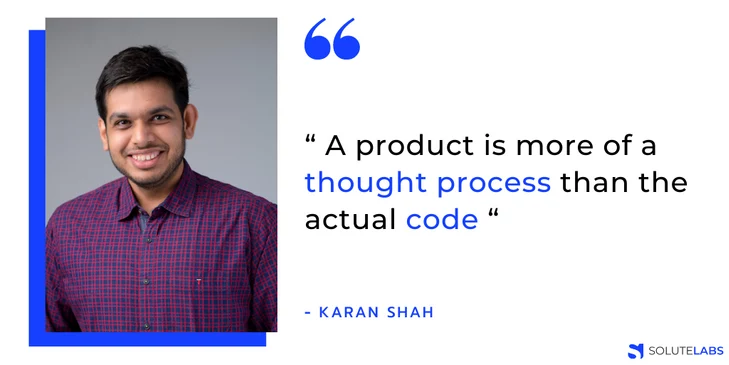 “ A product is more of a
thought process than the
actual code “
- KARAN SHAH
SOLUTELABS